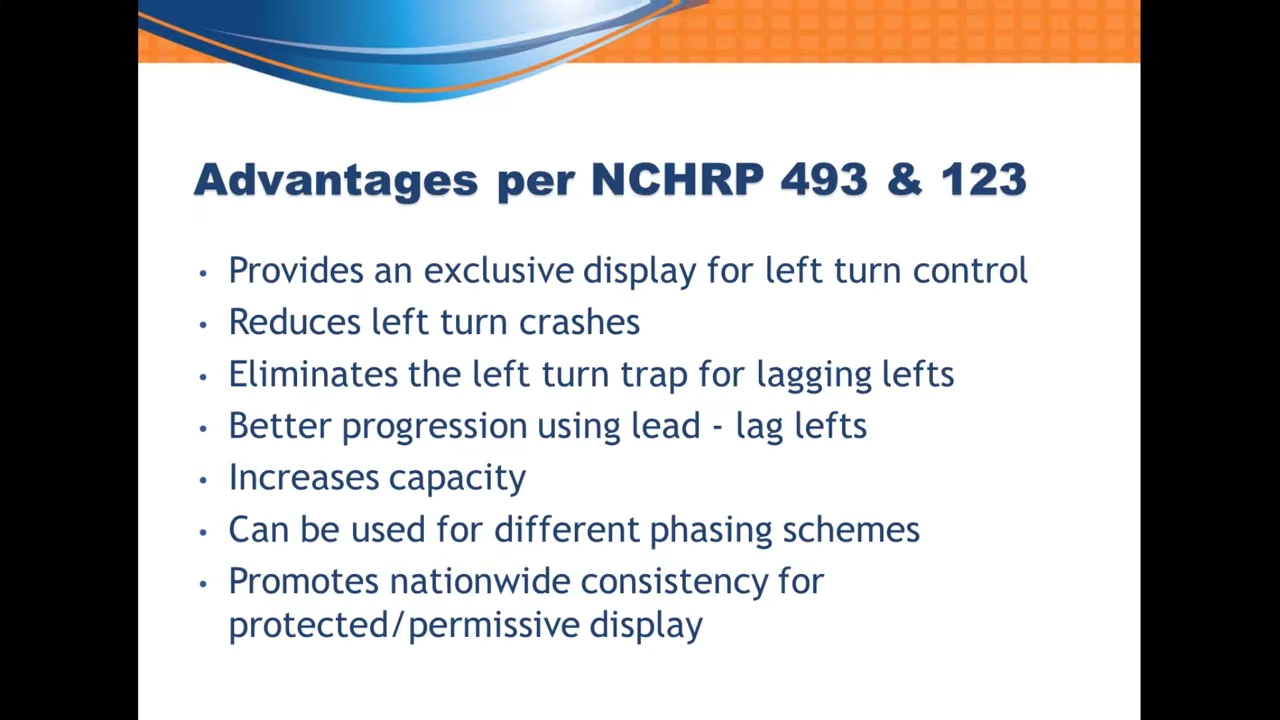 Advantages per NCHRP 493 & 123
• Provides an exclusive display for left turn control
• Reduces left turn crashes
• Eliminates the left turn trap for lagging lefts
• Better progression using lead - lag lefts
• Increases capacity
• Can be used for different phasing schemes
• Promotes nationwide consistency for
protected/permissive display